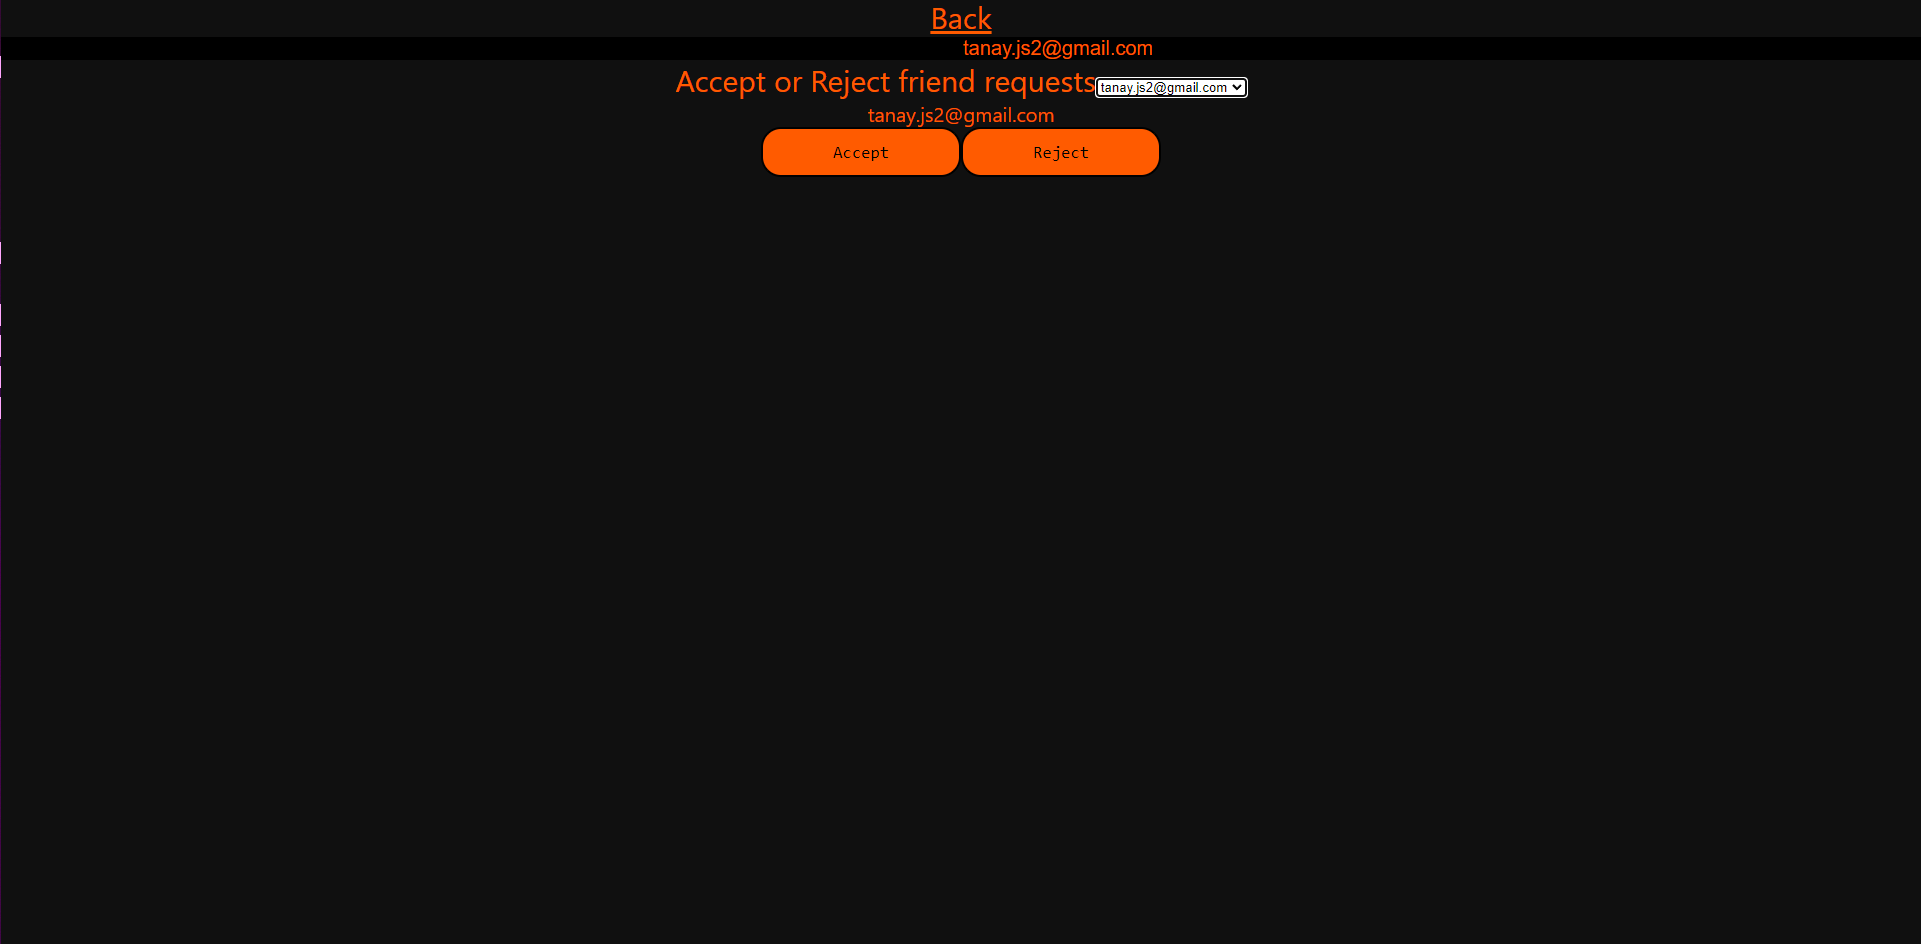 Back
tanay.js2@gmail.com
Accept or Reject friend requests tanay.js2@gmail.com
tanay.js2@gmail.com
Accept Reject